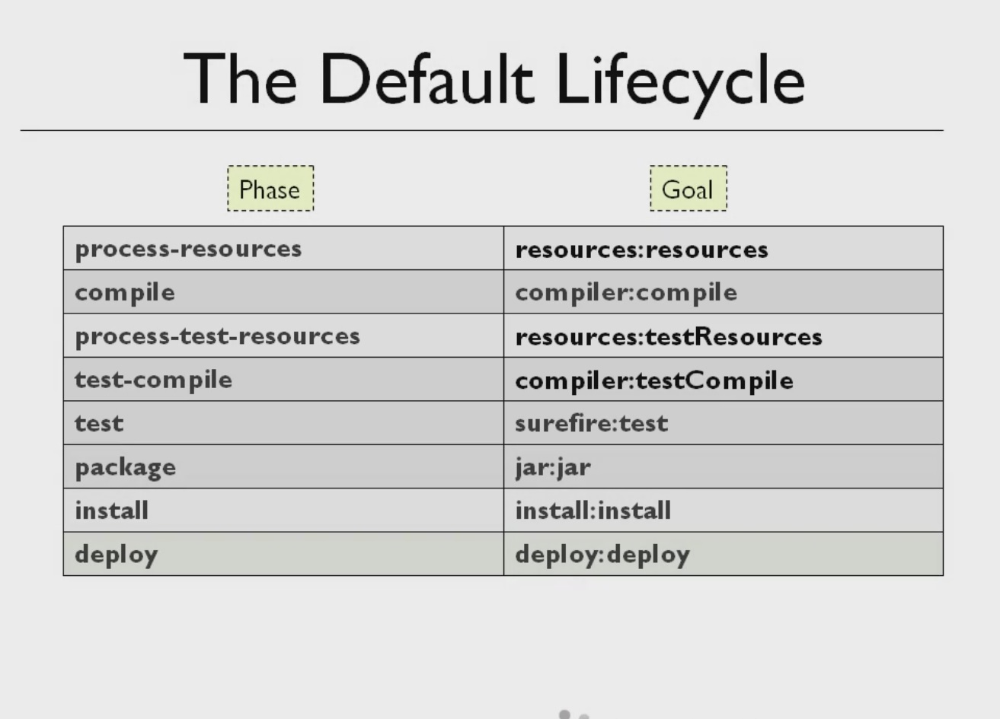 The Default Lifecycle
Phase Goal
process-resources resources:resources
compile compiler:compile
process-test-resources resources:testResources
test-compile compiler:testCompile
test surefire:test
package jar:jar
install install:install
deploy deploy:deploy